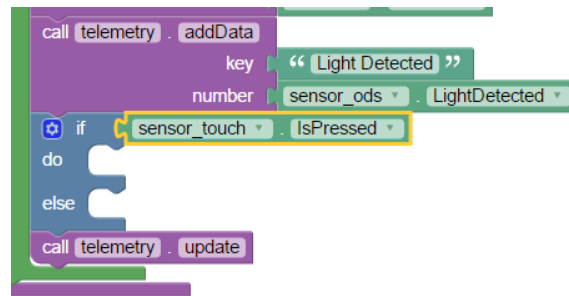 call telemetry . addData
key “ Light Detected ”
number sensor_ods . LightDetected
if sensor_touch . IsPressed
do
else
call telemetry . update